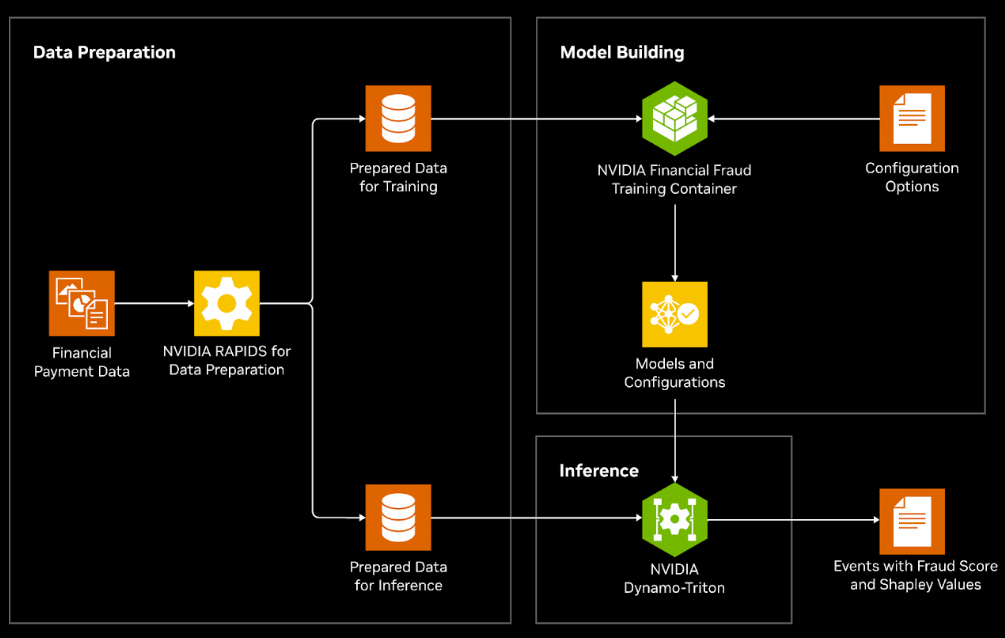 Data Preparation
Financial
Payment Data
NVIDIA RAPIDS for
Data Preparation
Prepared Data
for Training
Prepared Data
for Inference
Model Building
NVIDIA Financial Fraud
Training Container
Configuration
Options
Models and
Configurations
Inference
NVIDIA
Dynamo-Triton
Events with Fraud Score
and Shapley Values